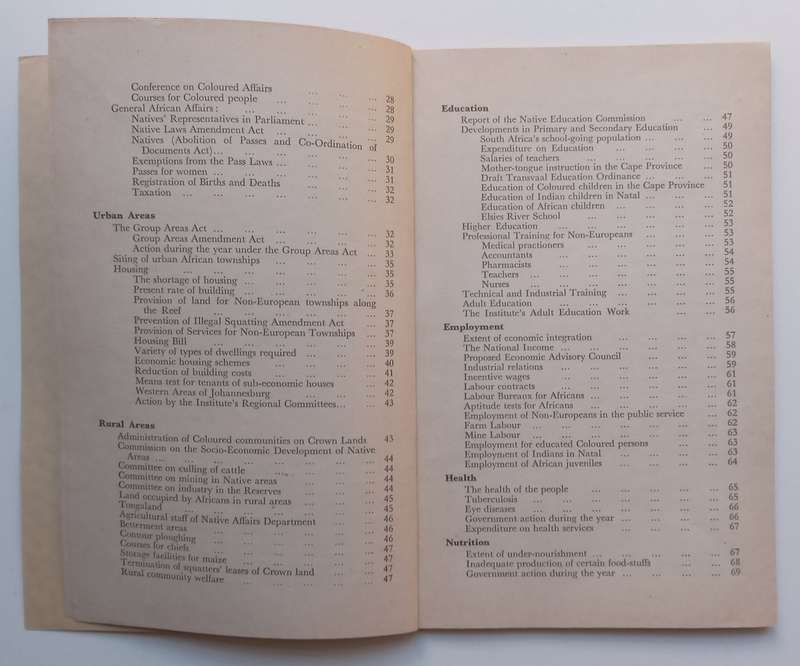 Conference on Coloured Affairs ... ... ... 28
Courses for Coloured people ... ... ... ... 28
General African Affairs : ... ... ... ... 29
Natives' Representatives in Parliament ... ... ... 29
Native Laws Amendment Act ... ... ... ... 29
Natives (Abolition of Passes and Co-Ordination of
Documents Act) ... ... ... ... ... 30
Exemptions from the Pass Laws ... ... ... ... 31
Passes for women ... ... ... ... ... 31
Registration of Births and Deaths ... ... ... 32
Taxation ... ... ... ... ... ... 32
Urban Areas
The Group Areas Act ... ... ... ... ... 32
Group Areas Amendment Act ... ... ... ... 32
Action during the year under the Group Areas Act ... 33
Siting of urban African townships ... ... ... ... 35
Housing ... ... ... ... ... ... 35
The shortage of housing ... ... ... ... ... 35
Present rate of building ... ... ... ... ... 36
Provision of land for Non-European townships along
the Reef ... ... ... ... ... 37
Prevention of Illegal Squatting Amendment Act ... 37
Provision of Services for Non-European Townships ... 37
Housing Bill ... ... ... ... ... 39
Variety of types of dwellings required ... ... ... 39
Economic housing schemes ... ... ... ... 40
Reduction of building costs ... ... ... ... 41
Means test for tenants of sub-economic houses ... 42
Western Areas of Johannesburg ... ... ... 42
Action by the Institute's Regional Committees... ... 43
Rural Areas
Administration of Coloured communities on Crown Lands 43
Commission on the Socio-Economic Development of Native
Areas ... ... ... ... ... ... 44
Committee on culling of cattle ... ... ... ... 44
Committee on mining in Native areas ... ... ... 44
Committee on industry in the Reserves ... ... ... 44
Land occupied by Africans in rural areas ... ... ... 45
Tongaland ... ... ... ... ... ... 45
Agricultural staff of Native Affairs Department ... ... 46
Betterment areas ... ... ... ... ... 46
Contour ploughing ... ... ... ... ... 46
Courses for chiefs ... ... ... ... ... 47
Storage facilities for maize ... ... ... ... 47
Termination of squatters' leases of Crown land ... ... 47
Rural community welfare ... ... ... ... 47
Education
Report of the Native Education Commission ... ... 47
Developments in Primary and Secondary Education ... 49
South Africa's school-going population ... ... ... 49
Expenditure on Education ... ... ... ... 50
Salaries of teachers ... ... ... ... 50
Mother-tongue instruction in the Cape Province ... 50
Draft Transvaal Education Ordinance ... ... ... 51
Education of Coloured children in the Cape Province 51
Education of Indian children in Natal ... ... ... 51
Education of African children ... ... ... ... 52
Elsies River School ... ... ... ... 52
Higher Education ... ... ... ... ... 53
Professional Training for Non-Europeans ... ... ... 53
Medical practitioners ... ... ... ... 53
Accountants ... ... ... ... ... 54
Pharmacists ... ... ... ... ... 54
Teachers ... ... ... ... ... ... 55
Nurses ... ... ... ... ... ... 55
Technical and Industrial Training ... ... ... ... 55
Adult Education ... ... ... ... ... 56
The Institute's Adult Education Work ... ... 56
Employment
Extent of economic integration ... ... ... ... 57
The National Income ... ... ... ... ... 58
Proposed Economic Advisory Council ... ... ... 59
Industrial relations ... ... ... ... ... 59
Incentive wages ... ... ... ... ... 61
Labour contracts ... ... ... ... ... 61
Labour Bureaux for Africans ... ... ... ... ... 61
Aptitude tests for Africans ... ... ... ... 62
Employment of Non-Europeans in the public service ... 62
Farm Labour ... ... ... ... ... ... 62
Mine Labour ... ... ... ... ... ... 63
Employment for educated Coloured persons ... ... 63
Employment of Indians in Natal ... ... ... ... 63
Employment of African juveniles ... ... ... ... 64
Health
The health of the people ... ... ... ... ... 65
Tuberculosis ... ... ... ... ... ... 65
Eye diseases ... ... ... ... ... ... 66
Government action during the year ... ... ... ... 66
Expenditure on health services ... ... ... ... 67
Nutrition
Extent of under-nourishment ... ... ... ... ... 67
Inadequate production of certain food-stuffs ... ... 68
Government action during the year ... ... ... ... 69